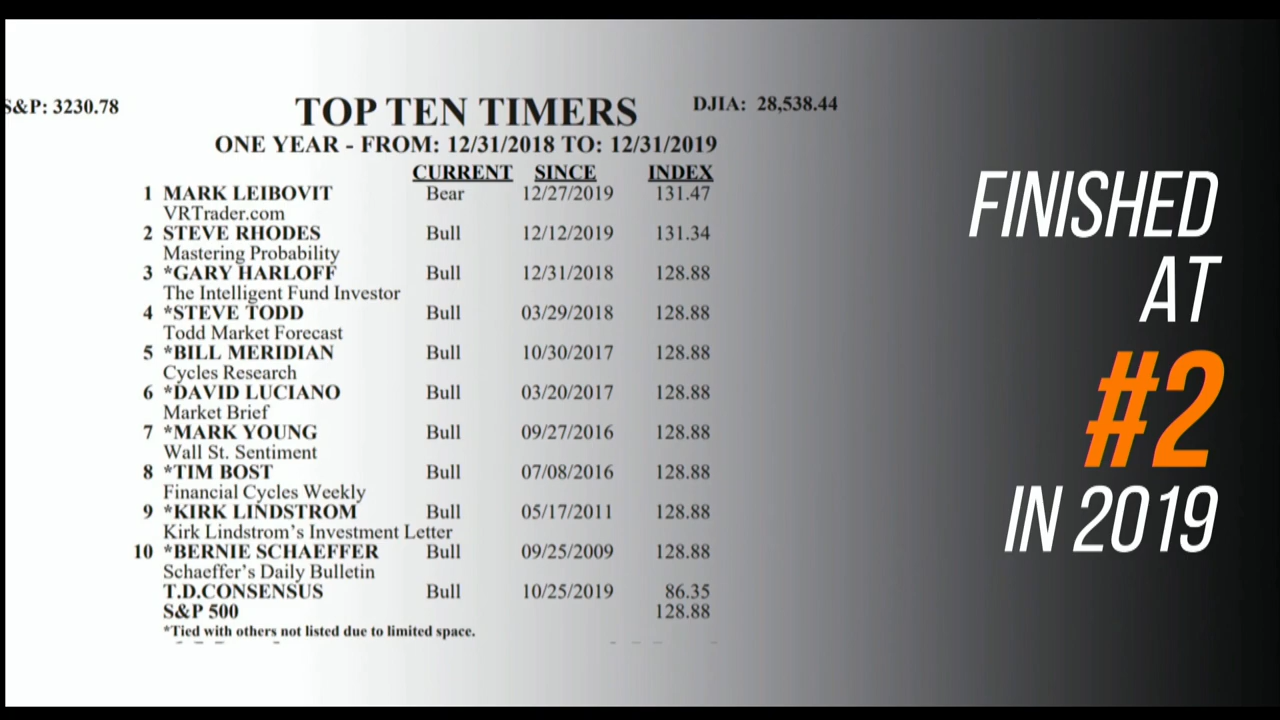 S&P: 3230.78
TOP TEN TIMERS
DJIA: 28,538.44
ONE YEAR - FROM: 12/31/2018 TO: 12/31/2019
CURRENT SINCE INDEX
1 MARK LEIBOVIT Bear 12/27/2019 131.47
VRTrader.com
2 STEVE RHODES Bull 12/12/2019 131.34
Mastering Probability
3 *GARY HARLOFF Bull 12/31/2018 128.88
The Intelligent Fund Investor
4 *STEVE TODD Bull 03/29/2018 128.88
Todd Market Forecast
5 *BILL MERIDIAN Bull 10/30/2017 128.88
Cycles Research
6 *DAVID LUCIANO Bull 03/20/2017 128.88
Market Brief
7 *MARK YOUNG Bull 09/27/2016 128.88
Wall St. Sentiment
8 *TIM BOST Bull 07/08/2016 128.88
Financial Cycles Weekly
9 *KIRK LINDSTROM Bull 05/17/2011 128.88
Kirk Lindstrom's Investment Letter
10 *BERNIE SCHAEFFER Bull 09/25/2009 128.88
Schaeffer's Daily Bulletin
T.D.CONSENSUS Bull 10/25/2019 86.35
S&P 500 128.88
*Tied with others not listed due to limited space.
FINISHED
AT
#2
IN 2019